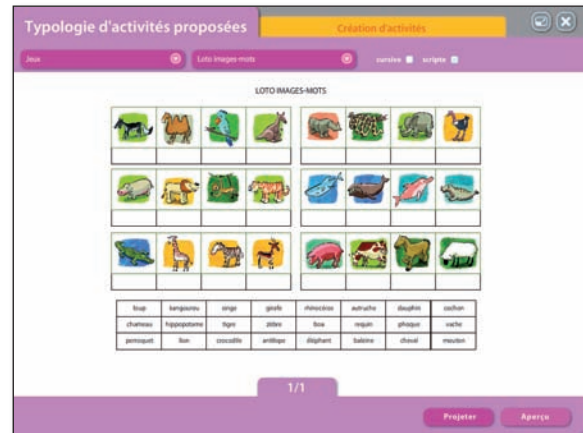 Typologie d'activités proposées
Création d'activités
Jeux
Loto images-mots
cursive
scripte
LOTO IMAGES-MOTS
loup kangourou singe girafe rhinocéros autruche dauphin cochon
chameau hippopotame tigre zèbre boa requin phoque vache
perroquet lion crocodile antilope éléphant baleine cheval mouton
1/1
Projeter
Aperçu